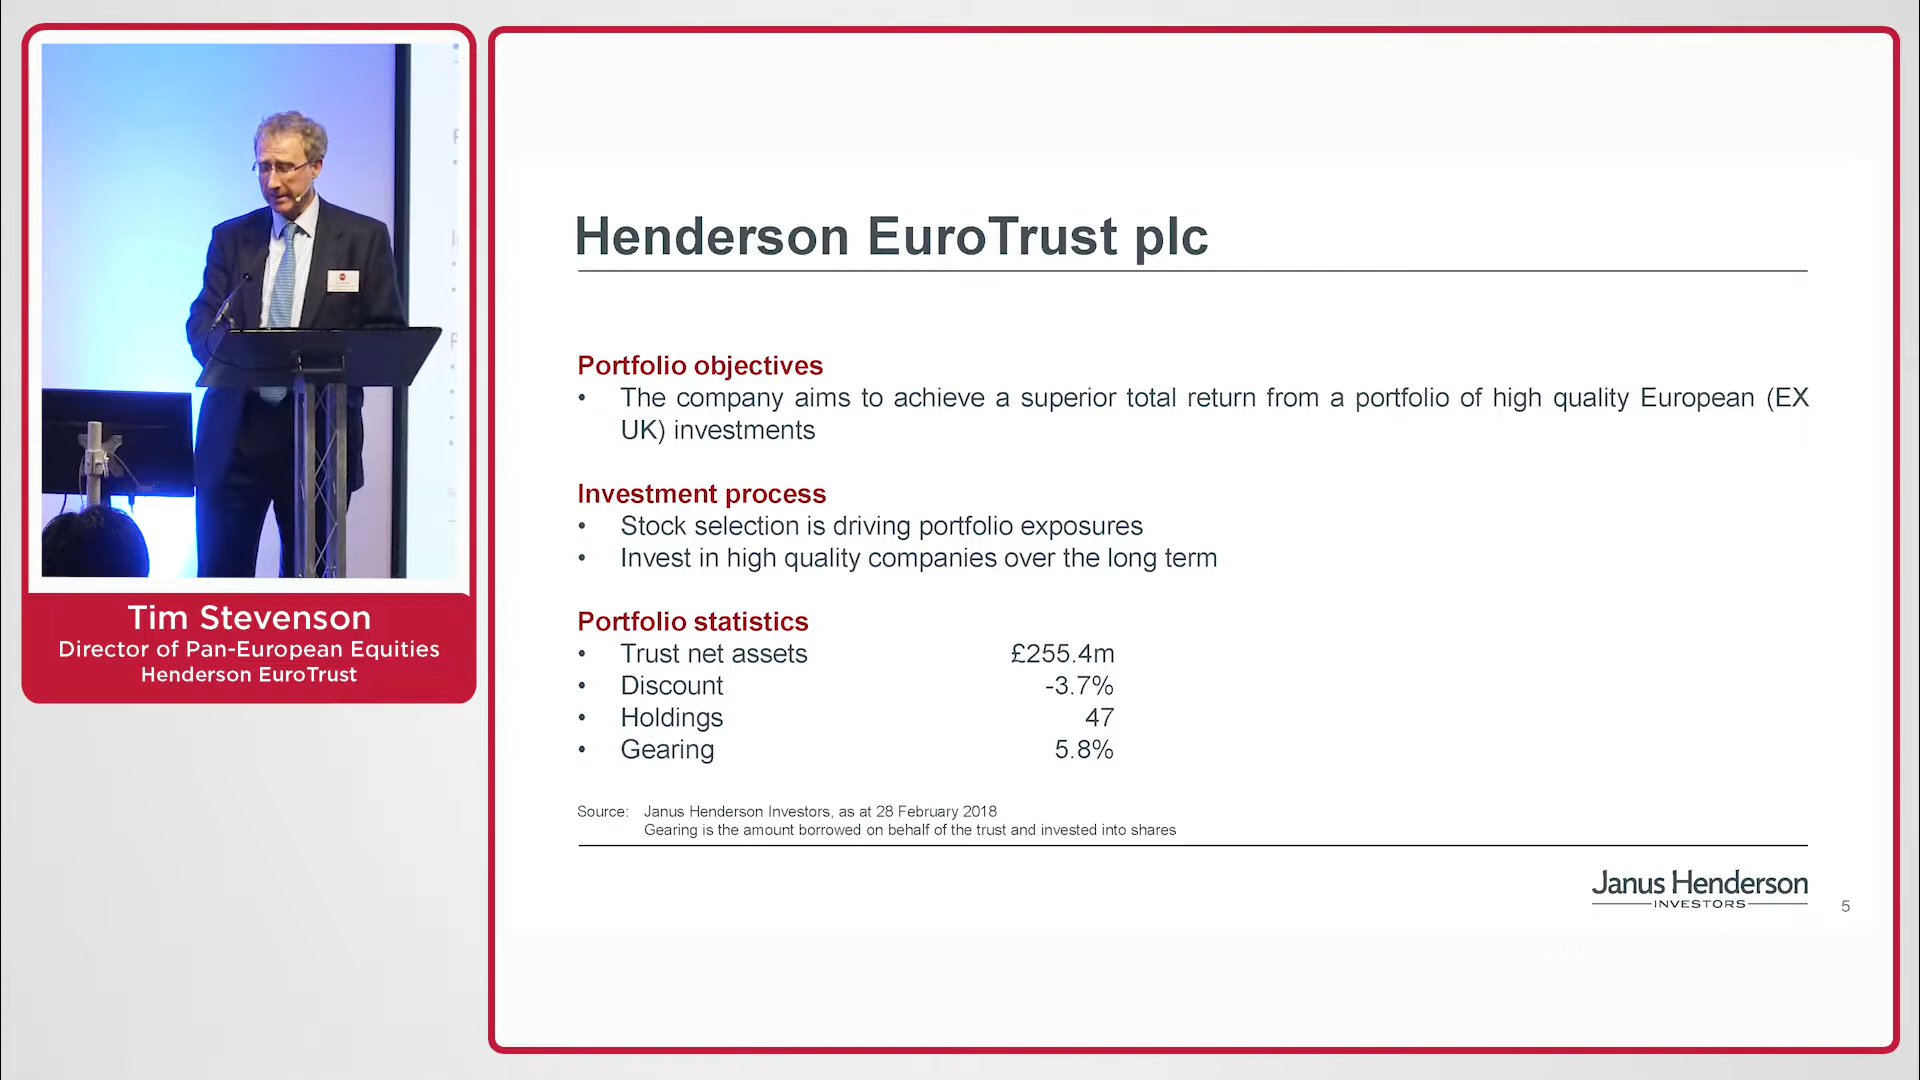 Tim Stevenson
Director of Pan-European Equities
Henderson EuroTrust
Henderson EuroTrust plc
Portfolio objectives
• The company aims to achieve a superior total return from a portfolio of high quality European (EX
UK) investments
Investment process
• Stock selection is driving portfolio exposures
• Invest in high quality companies over the long term
Portfolio statistics
• Trust net assets £255.4m
• Discount -3.7%
• Holdings 47
• Gearing 5.8%
Source: Janus Henderson Investors, as at 28 February 2018
Gearing is the amount borrowed on behalf of the trust and invested into shares
Janus Henderson
INVESTORS
5